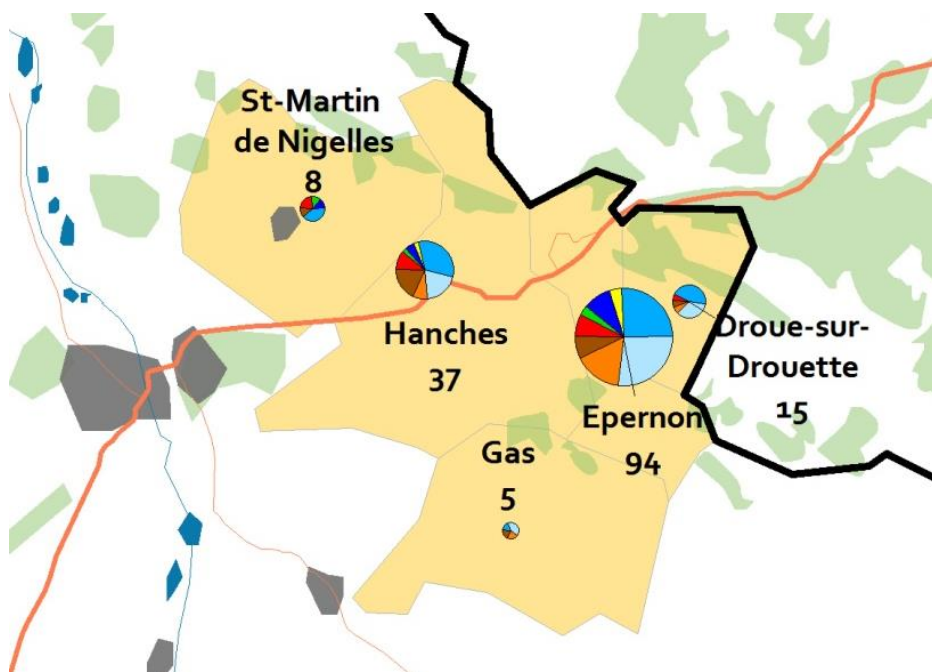 St-Martin
de Nigelles
8
Hanches
37
Droue-sur-
Drouette
15
Epernon
94
Gas
5